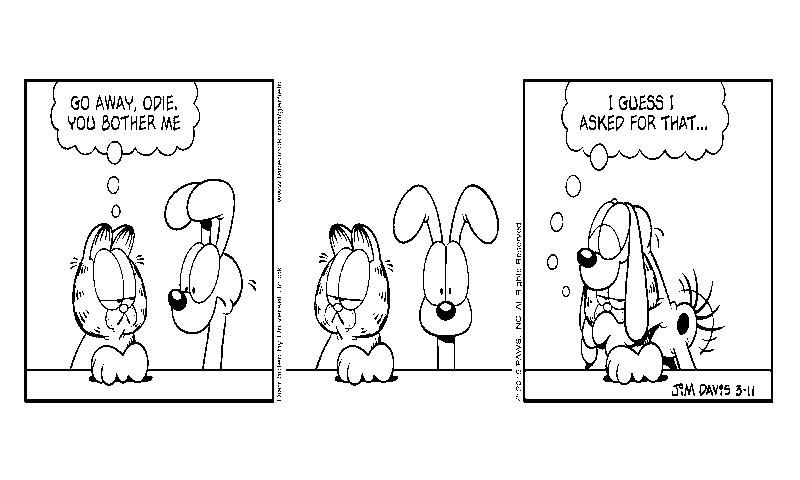 GO AWAY, ODIE.
YOU BOTHER ME
I GUESS I
ASKED FOR THAT...
JIM DAVIS 3-11